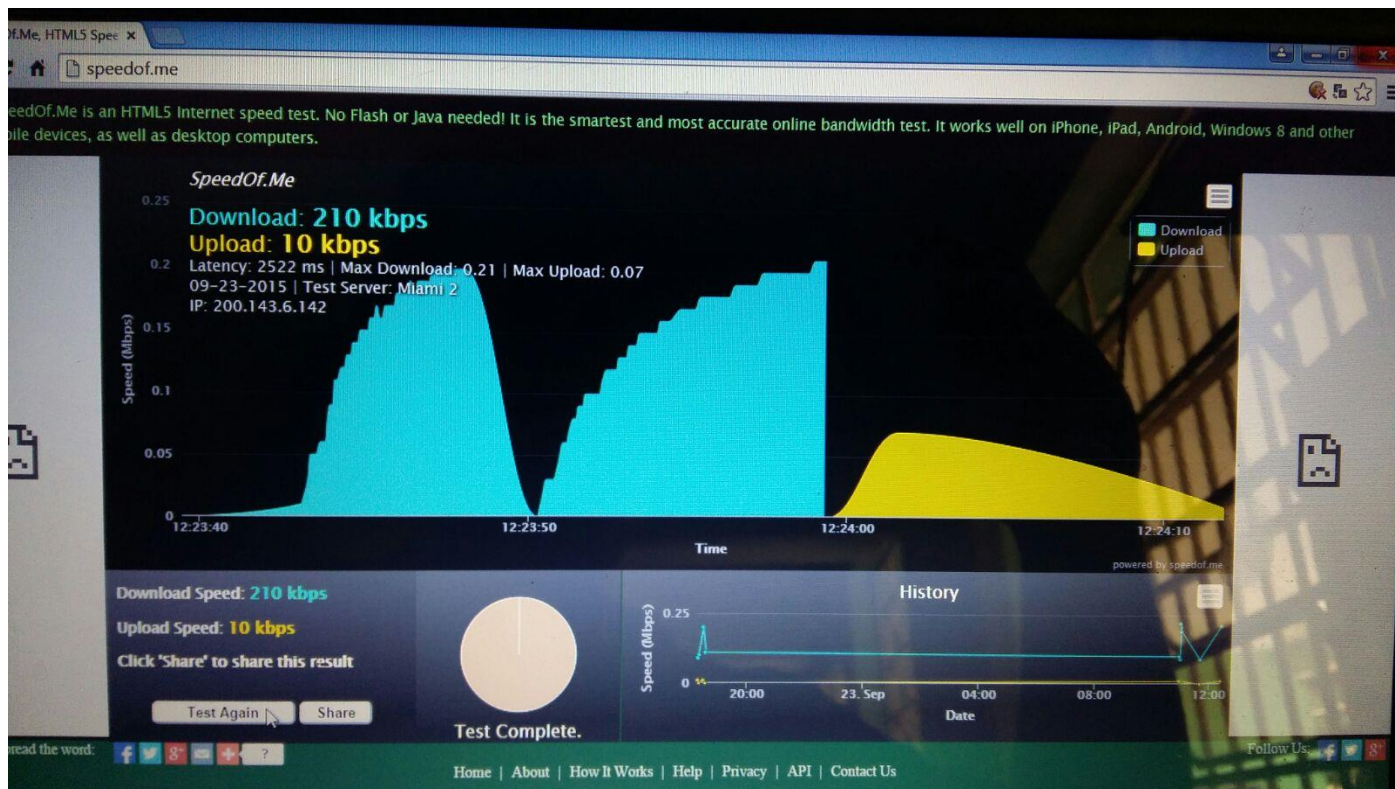 f.Me, HTML5 Spee
speedof.me
eedOf.Me is an HTML5 Internet speed test. No Flash or Java needed! It is the smartest and most accurate online bandwidth test. It works well on iPhone, iPad, Android, Windows 8 and other
bile devices, as well as desktop computers.
SpeedOf.Me
Download: 210 kbps
Upload: 10 kbps
Latency: 2522 ms | Max Download: 0.21 | Max Upload: 0.07
09-23-2015 | Test Server: Miami 2
IP: 200.143.6.142
Download
Upload
Speed (Mbps)
0.25
0.2
0.15
0.1
0.05
0
12:23:40 12:23:50 12:24:00 12:24:10
Time
powered by speedof.me
Download Speed: 210 kbps
Upload Speed: 10 kbps
Click 'Share' to share this result
Test Again Share
Test Complete.
History
Speed (Mbps)
0.25
0
20:00 23. Sep 04:00 08:00 12:00
Date
pread the word:
?
Follow Us:
Home | About | How It Works | Help | Privacy | API | Contact Us